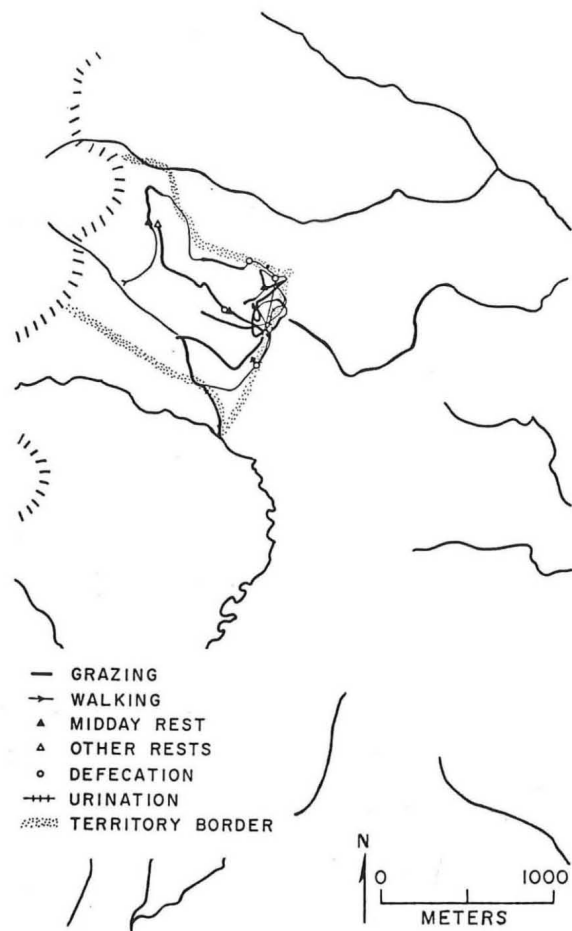 GRAZING
WALKING
MIDDAY REST
OTHER RESTS
DEFECATION
URINATION
TERRITORY BORDER
N
0 1000
METERS